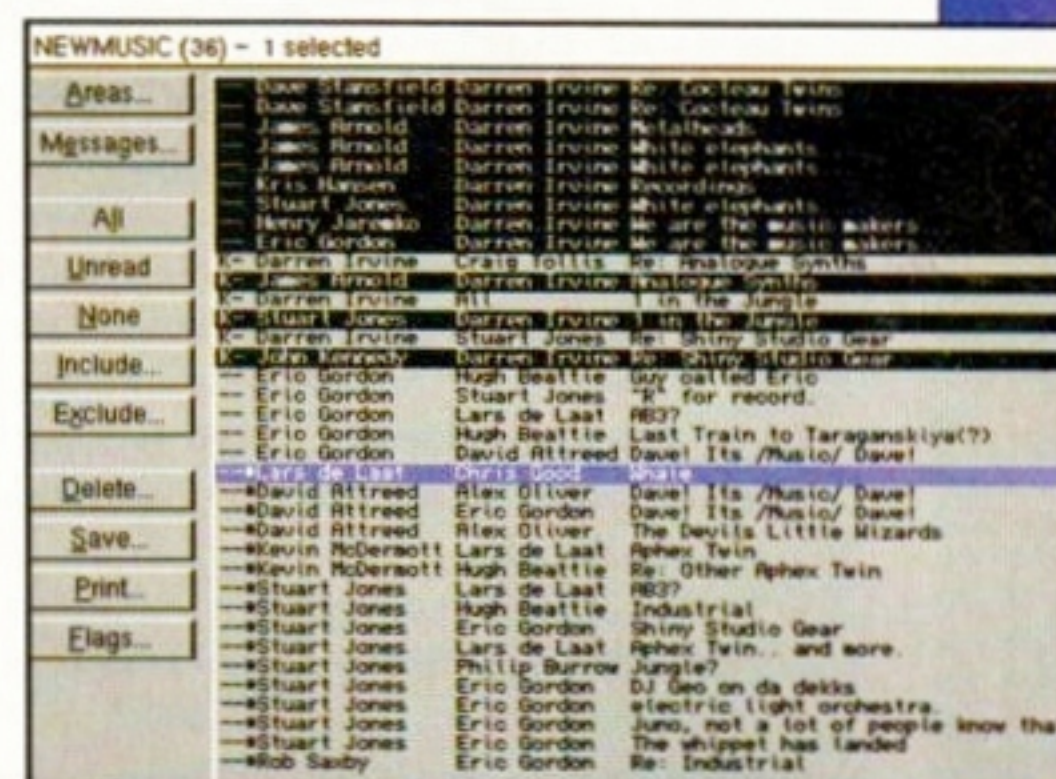 NEWMUSIC (36) - 1 selected
Areas...
Messages...
All
Unread
None
Include...
Exclude...
Delete...
Save...
Print...
Flags...
-- Dave Stansfield Darren Irvine Re: Cocteau Twins
-- Dave Stansfield Darren Irvine Re: Cocteau Twins
-- James Arnold Darren Irvine Metalheads
-- James Arnold Darren Irvine White elephants
-- James Arnold Darren Irvine White elephants
-- Kris Hansen Darren Irvine Recordings
-- Stuart Jones Darren Irvine White elephants
-- Henry Jaremko Darren Irvine We are the music makers
-- Eric Gordon Darren Irvine We are the music makers
K- Darren Irvine Craig Tollis Re: Analogue Synths
K- James Arnold Darren Irvine Analogue Synths
K- Darren Irvine All 1 in the Jungle
K- Stuart Jones Darren Irvine 1 in the Jungle
K- Darren Irvine Stuart Jones Re: Shiny Studio Gear
K- John Kennedy Darren Irvine Re: Shiny Studio Gear
-- Eric Gordon Hugh Beattie Guy called Eric
-- Eric Gordon Stuart Jones "R" for record.
-- Eric Gordon Lars de Laat AB3?
-- Eric Gordon Hugh Beattie Last Train to Taraganskiya(?)
-- Eric Gordon David Attreed Dave! Its /Music/ Dave!
--*Lars de Laat Chris Good Whale
--*David Attreed Alex Oliver Dave! Its /Music/ Dave!
--*David Attreed Eric Gordon Dave! Its /Music/ Dave!
--*David Attreed Alex Oliver The Devils Little Wizards
--*Kevin McDermott Lars de Laat Aphex Twin
--*Kevin McDermott Hugh Beattie Re: Other Aphex Twin
--*Stuart Jones Lars de Laat AB3?
--*Stuart Jones Hugh Beattie Industrial
--*Stuart Jones Eric Gordon Shiny Studio Gear
--*Stuart Jones Lars de Laat Aphex Twin.. and more.
--*Stuart Jones Philip Burrow Jungle?
--*Stuart Jones Eric Gordon DJ Geo on da dekks
--*Stuart Jones Eric Gordon electric light orchestra.
--*Stuart Jones Eric Gordon Juno, not a lot of people know tha
--*Stuart Jones Eric Gordon The whippet has landed
--*Rob Saxby Eric Gordon Re: Industrial